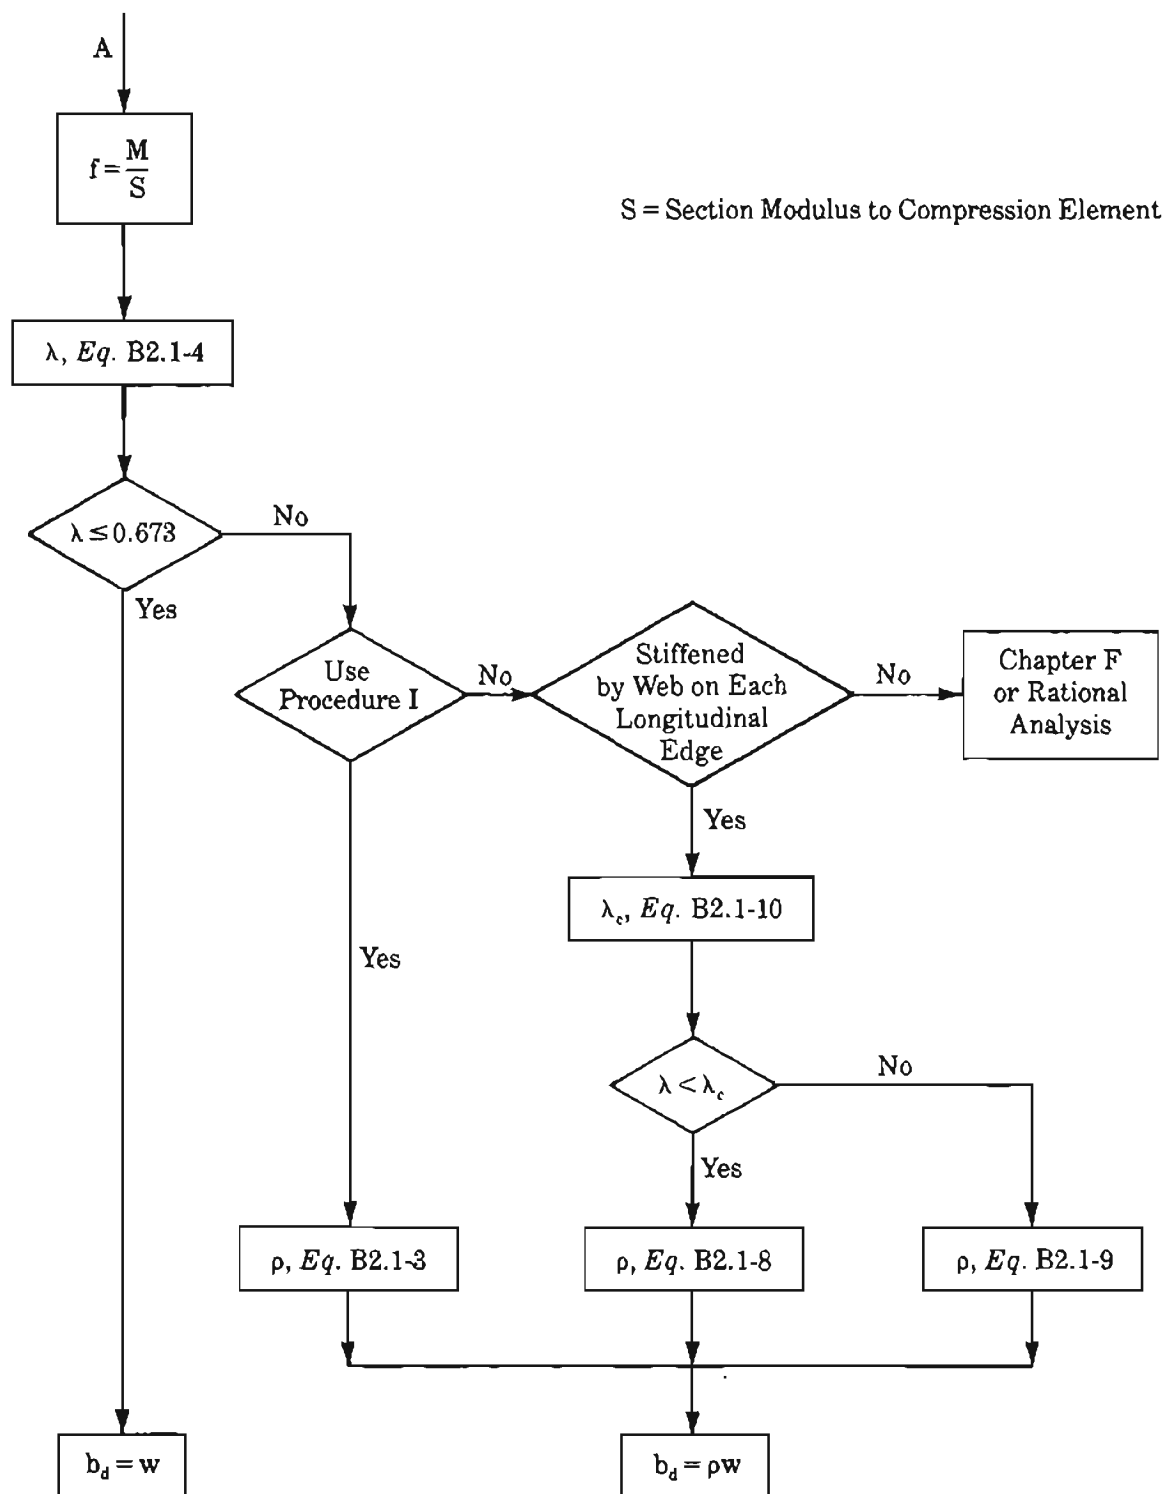 A
f = M/S
S = Section Modulus to Compression Element
λ, Eq. B2.1-4
λ ≤ 0.673
No
Yes
Use
Procedure I
No
Stiffened
by Web on Each
Longitudinal
Edge
No
Chapter F
or Rational
Analysis
Yes
λc, Eq. B2.1-10
Yes
λ < λc
No
Yes
ρ, Eq. B2.1-3
ρ, Eq. B2.1-8
ρ, Eq. B2.1-9
bd = w
bd = ρw